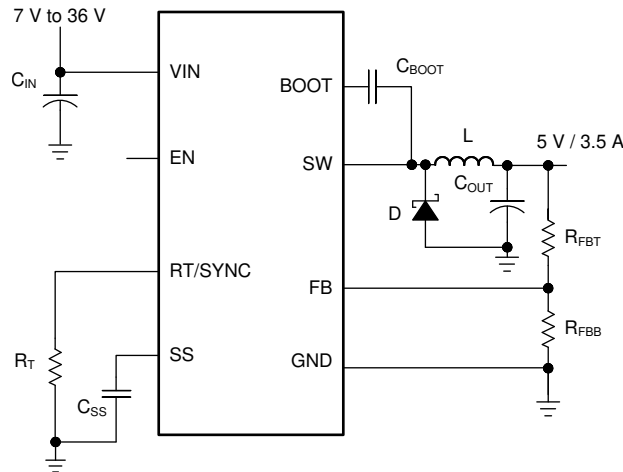 7 V to 36 V
C_IN
VIN
BOOT
C_BOOT
EN
SW
L
5 V / 3.5 A
C_OUT
D
R_FBT
RT/SYNC
FB
R_FBB
R_T
SS
C_SS
GND